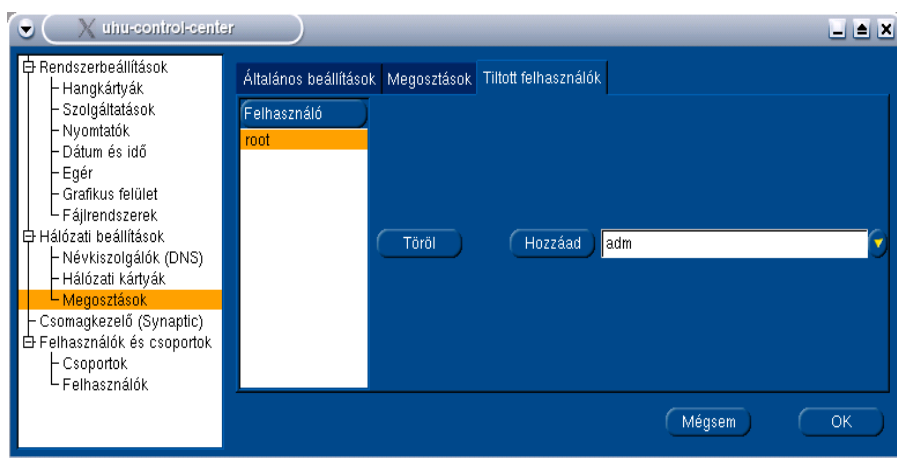 uhu-control-center
Rendszerbeállítások
Hangkártyák
Szolgáltatások
Nyomtatók
Dátum és idő
Egér
Grafikus felület
Fájlrendszerek
Hálózati beállítások
Névkiszolgálók (DNS)
Hálózati kártyák
Megosztások
Csomagkezelő (Synaptic)
Felhasználók és csoportok
Csoportok
Felhasználók
Általános beállítások Megosztások Tiltott felhasználók
Felhasználó
root
Töröl Hozzáad adm
Mégsem OK